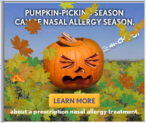 PUMPKIN-PICKING SEASON
CAN BE NASAL ALLERGY SEASON.
LEARN MORE
about a prescription nasal allergy treatment.